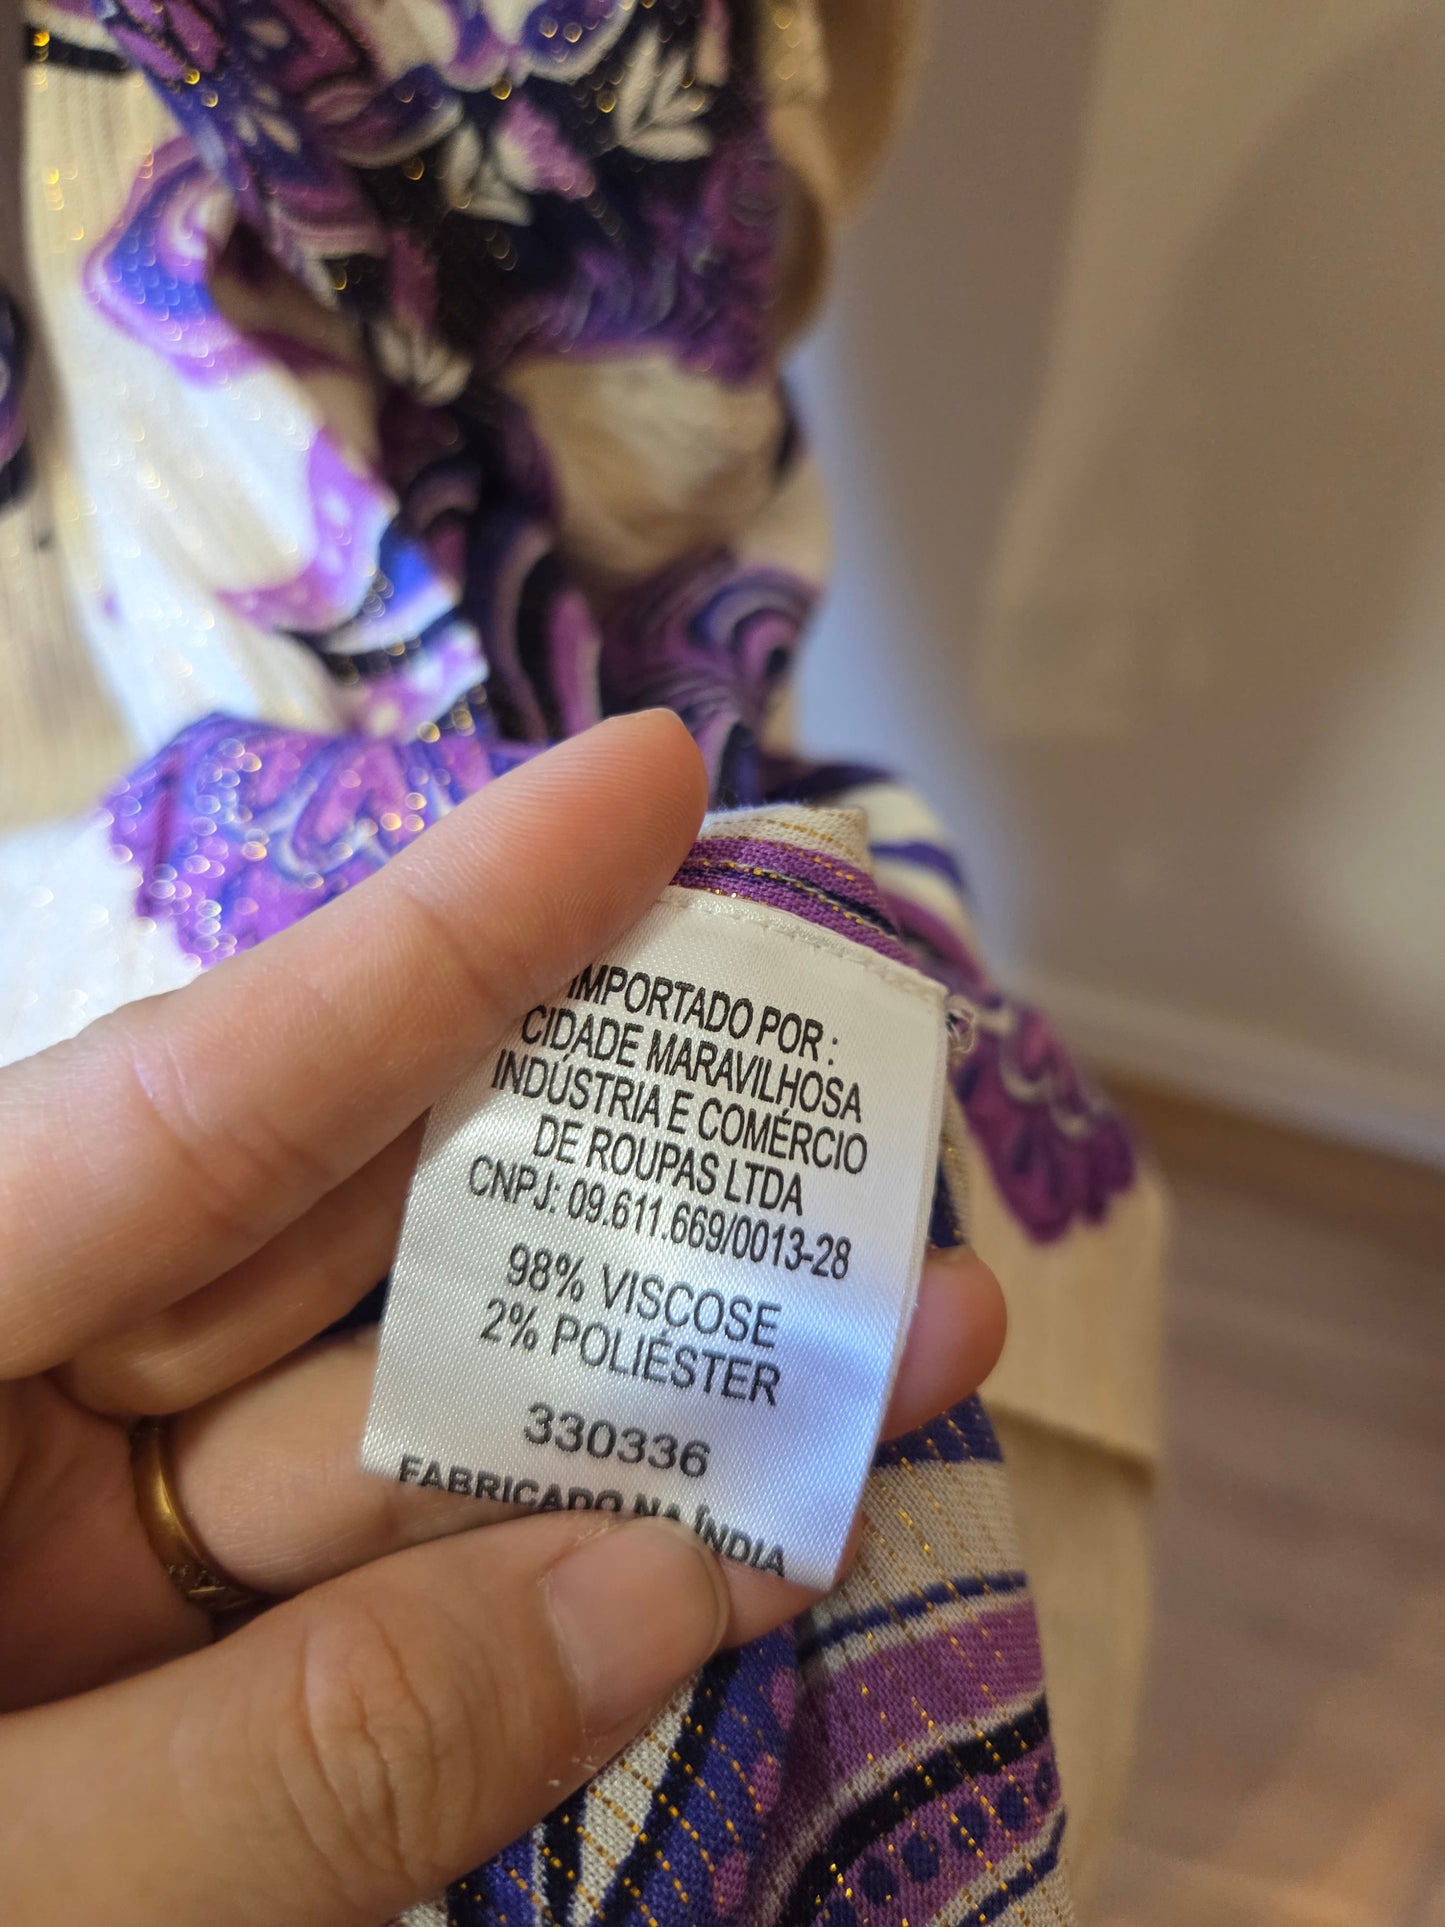 IMPORTADO POR :
CIDADE MARAVILHOSA
INDÚSTRIA E COMÉRCIO
DE ROUPAS LTDA
CNPJ: 09.611.669/0013-28
98% VISCOSE
2% POLIÉSTER
330336
FABRICADO NA ÍNDIA